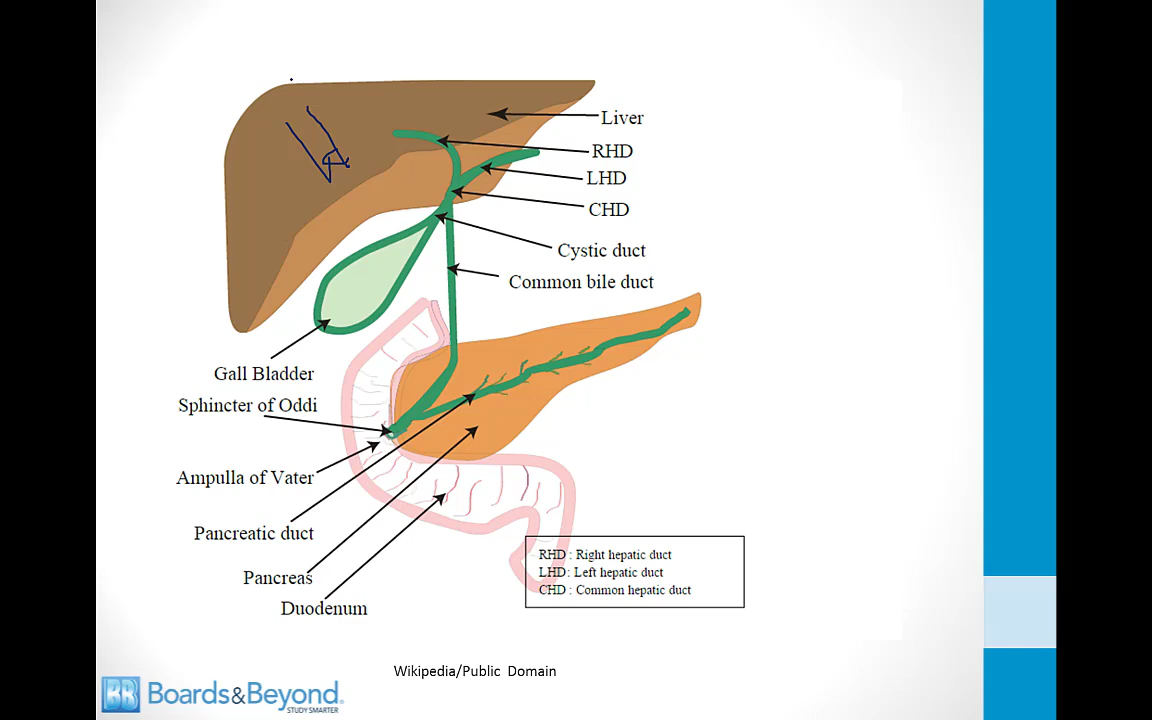 Liver
RHD
LHD
CHD
Cystic duct
Common bile duct
Gall Bladder
Sphincter of Oddi
Ampulla of Vater
Pancreatic duct
Pancreas
Duodenum
RHD : Right hepatic duct
LHD : Left hepatic duct
CHD : Common hepatic duct
Wikipedia/Public Domain
BB Boards&Beyond.
STUDY SMARTER